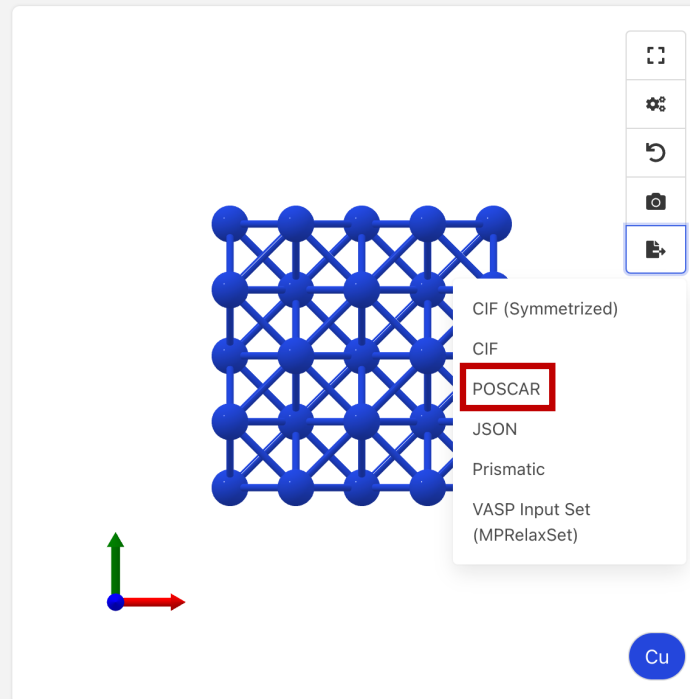 CIF (Symmetrized)
CIF
POSCAR
JSON
Prismatic
VASP Input Set
(MPRelaxSet)
Cu